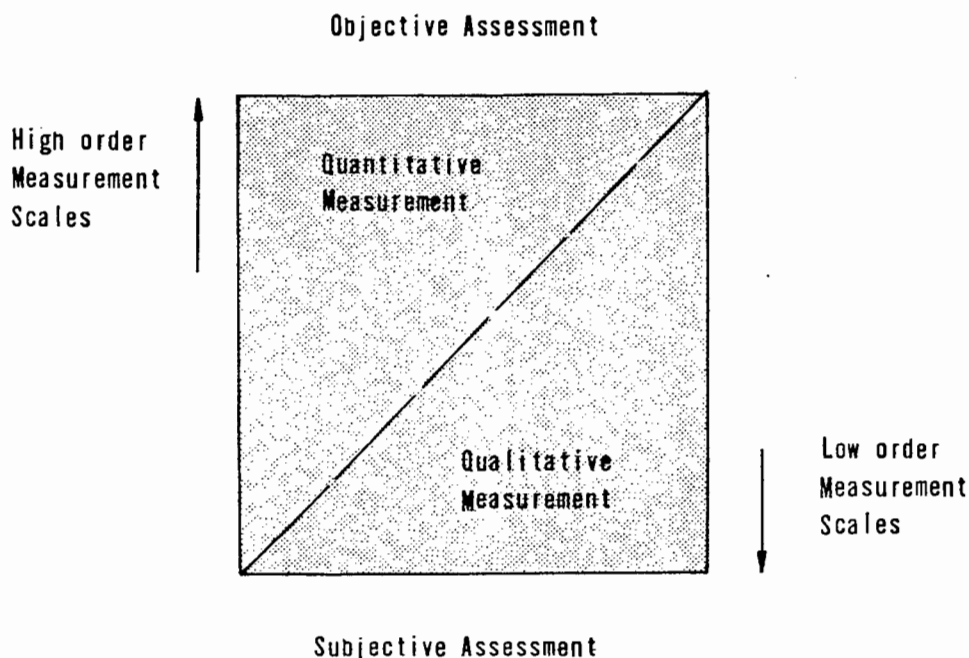 Objective Assessment
High order
Measurement
Scales
Quantitative
Measurement
Qualitative
Measurement
Low order
Measurement
Scales
Subjective Assessment